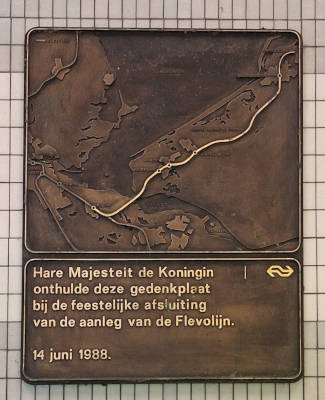 Hare Majesteit de Koningin
onthulde deze gedenkplaat
bij de feestelijke afsluiting
van de aanleg van de Flevolijn.
14 juni 1988.